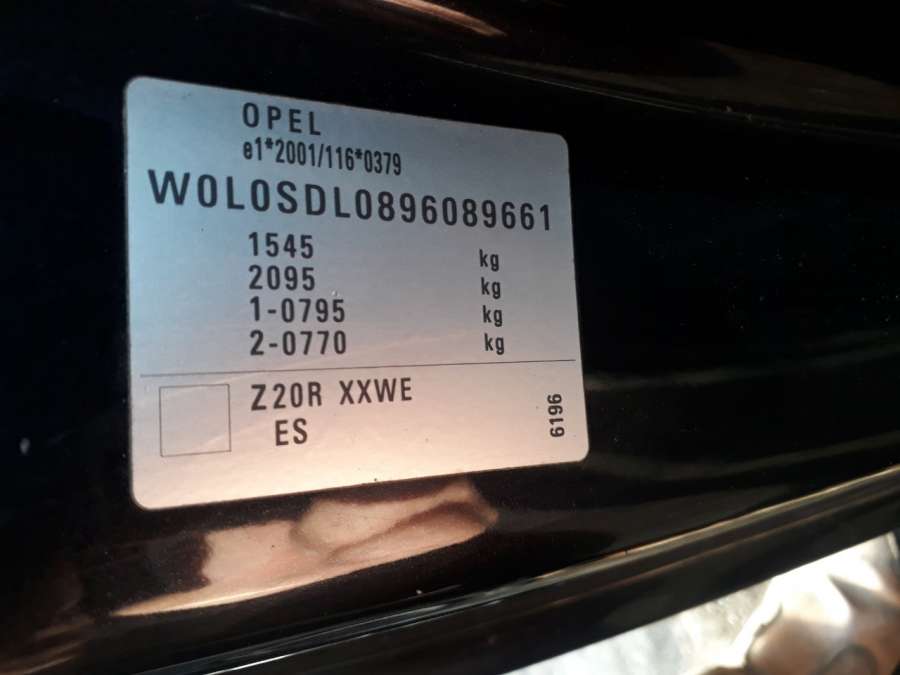 OPEL
e1*2001/116*0379
W0L0SDL0896089661
1545 kg
2095 kg
1-0795 kg
2-0770 kg
Z20R XXWE
ES
6196